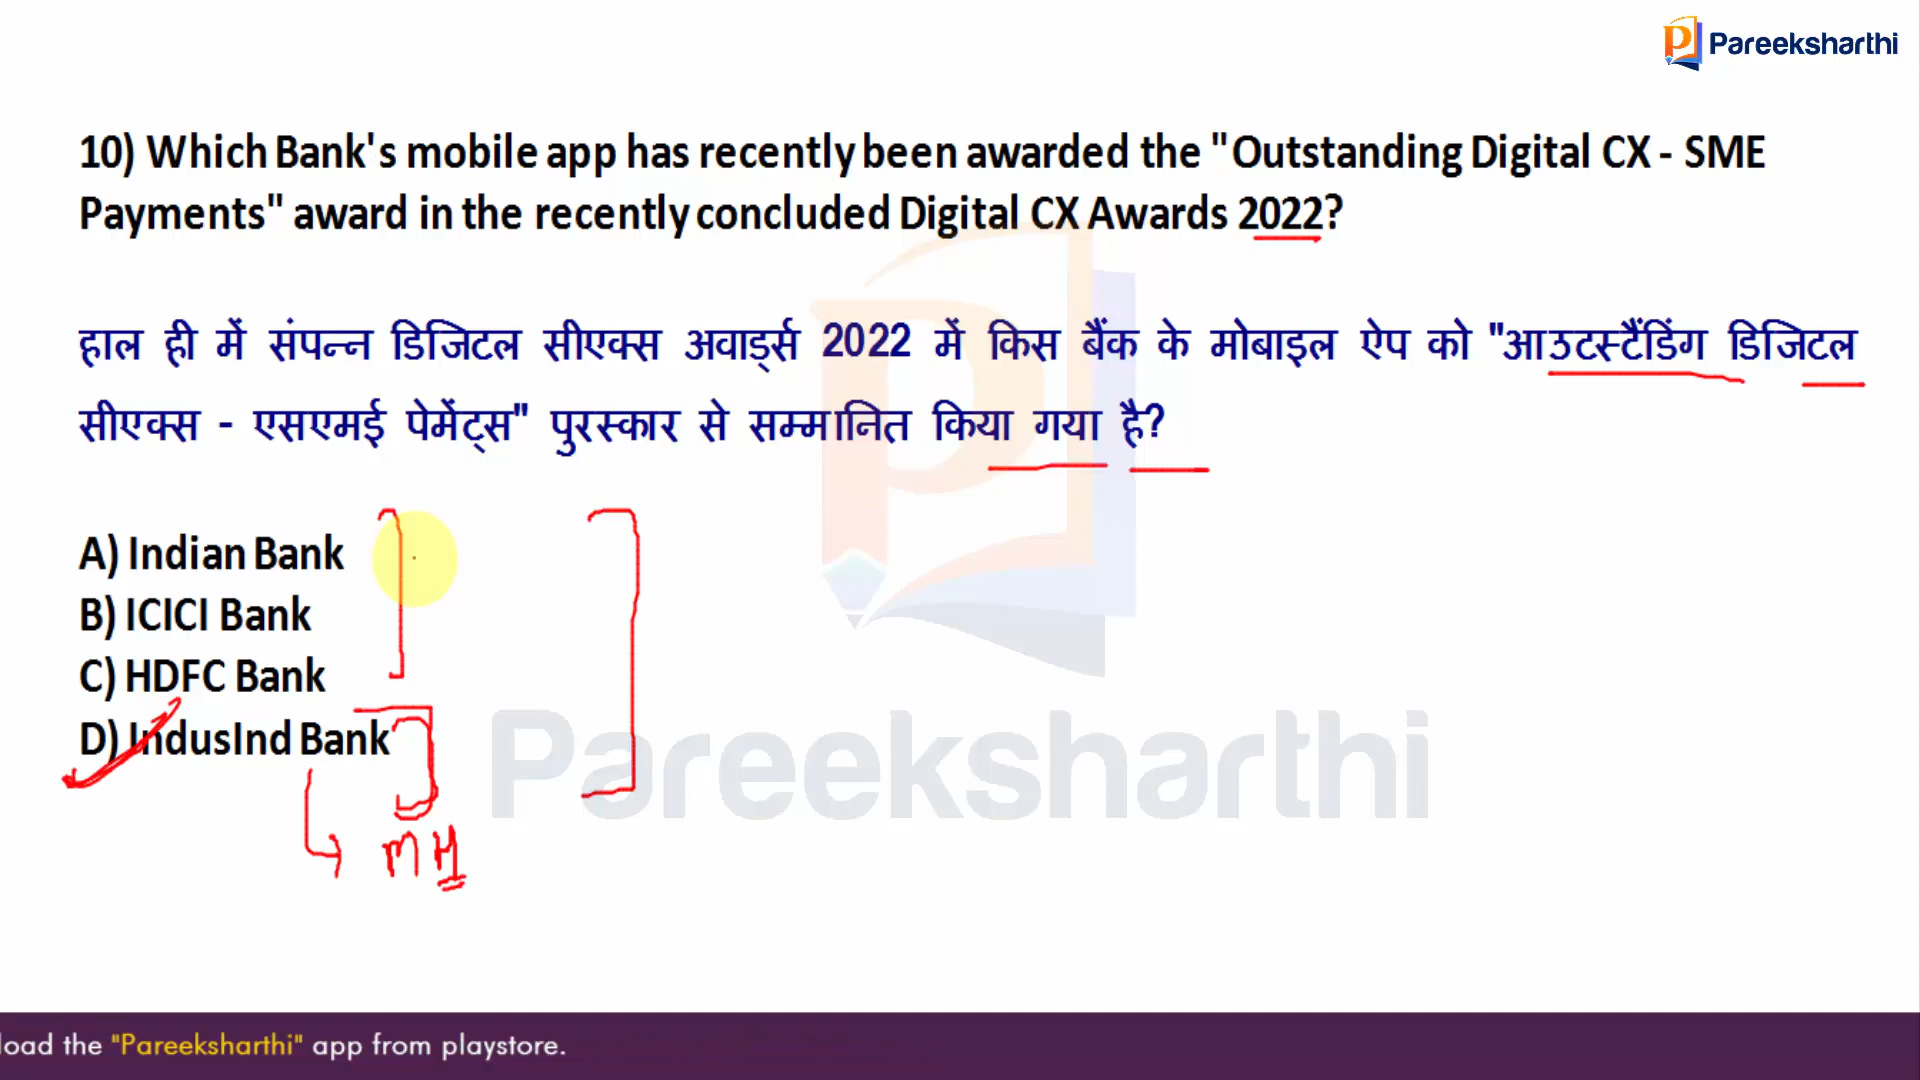 Pareeksharthi
10) Which Bank's mobile app has recently been awarded the "Outstanding Digital CX - SME
Payments" award in the recently concluded Digital CX Awards 2022?
हाल ही में संपन्न डिजिटल सीएक्स अवार्ड्स 2022 में किस बैंक के मोबाइल ऐप को "आउटस्टैंडिंग डिजिटल
सीएक्स - एसएमई पेमेंट्स" पुरस्कार से सम्मानित किया गया है?
A) Indian Bank
B) ICICI Bank
C) HDFC Bank
D) IndusInd Bank
Pareeksharthi
MH
load the "Pareeksharthi" app from playstore.